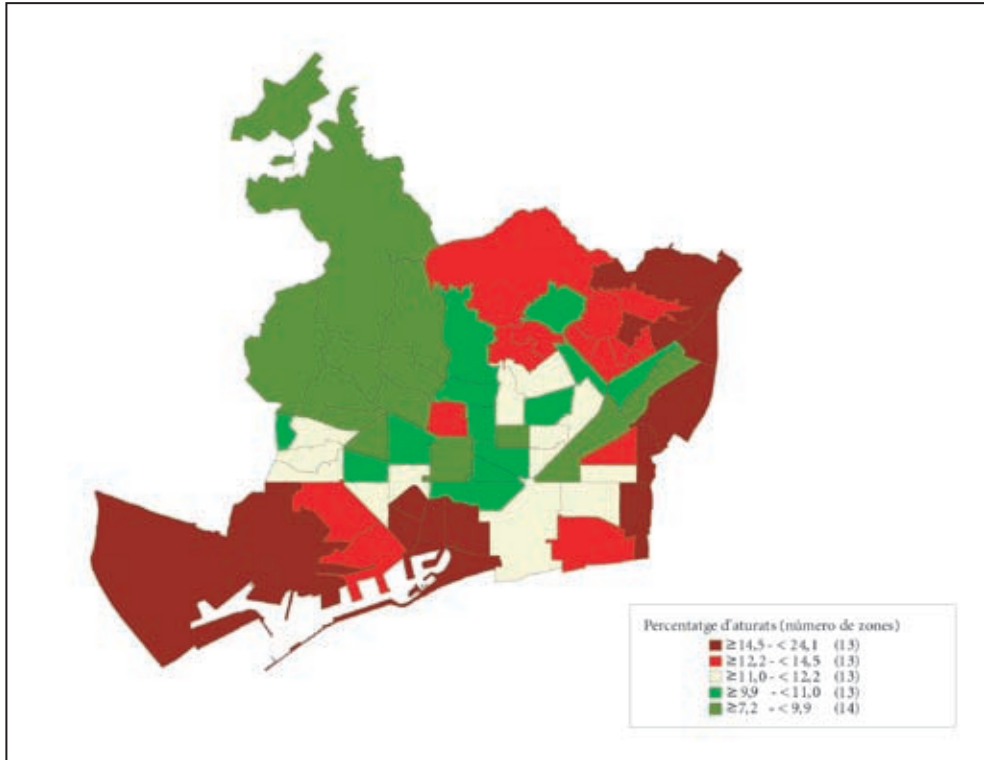 Percentatge d'aturats (número de zones)
≥14,5 - < 24,1 (13)
≥12,2 - < 14,5 (13)
≥11,0 - < 12,2 (13)
≥9,9 - < 11,0 (13)
≥7,2 - < 9,9 (14)